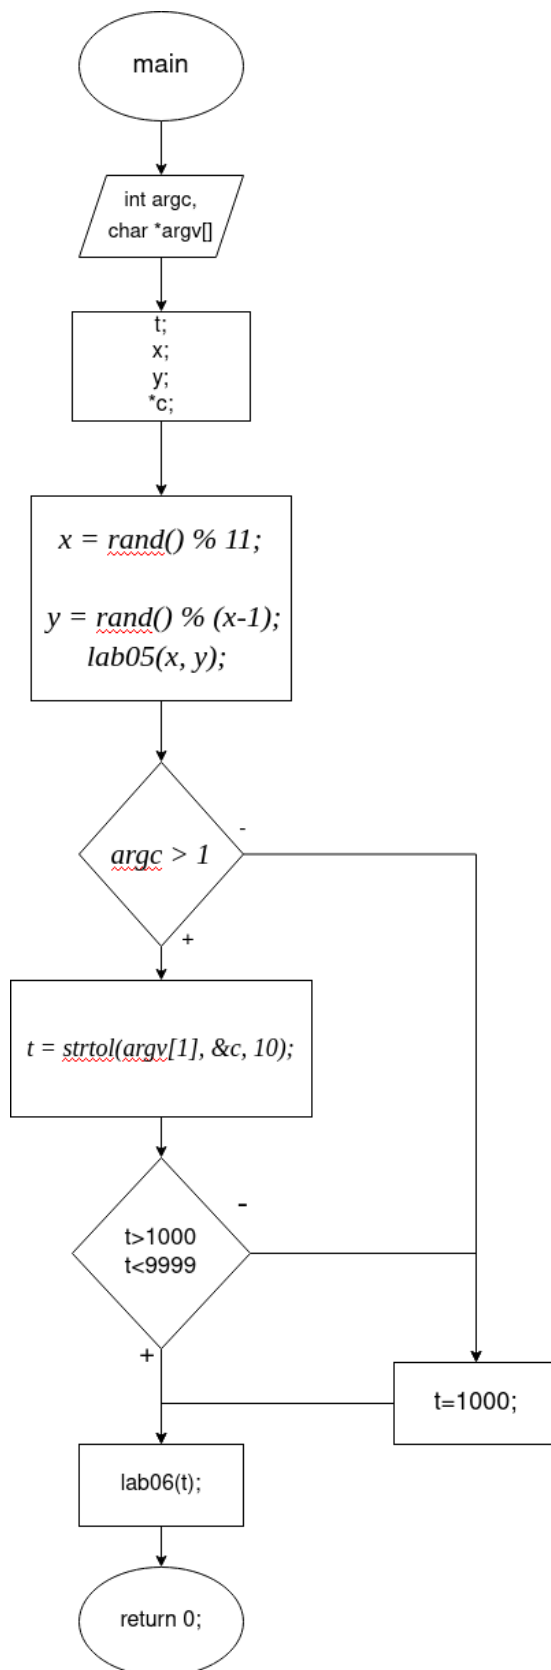 main
int argc,
char *argv[]
t;
x;
y;
*c;
x = rand() % 11;
y = rand() % (x-1);
lab05(x, y);
-
argc > 1
+
t = strtol(argv[1], &c, 10);
-
t>1000
t<9999
+
t=1000;
lab06(t);
return 0;